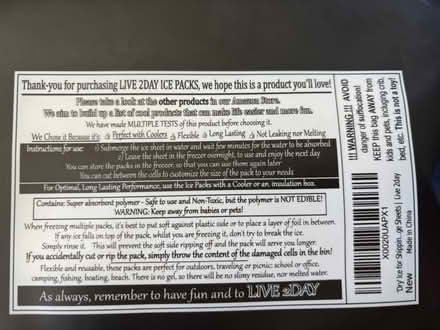 Thank-you for purchasing LIVE 2DAY ICE PACKS, we hope this is a product you'll love!
Please take a look at the other products in our Amazon Store.
We aim to build up a list of cool products that can make life easier and more fun.
We have made MULTIPLE TESTS of this product before choosing it.
We Chose it Because it's: Perfect with Coolers Flexible Long Lasting Not Leaking nor Melting
Instructions for use: 1) Submerge the ice sheet in water and wait few minutes for the water to be absorbed
2) Leave the sheet in the freezer overnight, to use and enjoy the next day
You can store the packs in the freezer, so that you can use them again later
You can cut between the cells to customize the size of the pack to your needs
For Optimal, Long Lasting Performance, use the Ice Packs with a Cooler or an insulation box.
Contains: Super absorbent polymer - Safe to use and Non-Toxic, but the polymer is NOT EDIBLE!
WARNING: Keep away from babies or pets!
When freezing multiple packs, it's best to put soft against plastic side or to place a layer of foil in between.
If any ice falls on top of the pack, whilst you are freezing it, don't try to break the ice.
Simply rinse it. This will prevent the soft side ripping off and the pack will serve you longer.
If you accidentally cut or rip the pack, simply throw the content of the damaged cells in the bin!
Flexible and reusable, these packs are perfect for outdoors, traveling or picnic; school or office,
camping, fishing, boating, beach. There is no gel, so there will be no slimy residue, nor melted water.
As always, remember to have fun and to LIVE 2DAY
!!! WARNING !!! AVOID
danger of suffocation!
KEEP this bag AWAY from
kids and pets, including crib,
bed, etc. This is not a toy!
X0020UAPX1
'Dry' Ice for Shippin...ge Sheets | Live 2day
New
Made in China